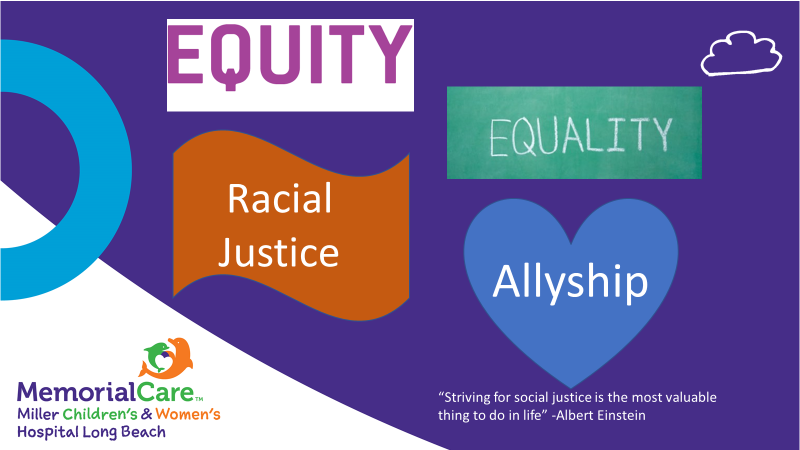 EQUITY
EQUALITY
Racial
Justice
Allyship
“Striving for social justice is the most valuable
thing to do in life” -Albert Einstein
MemorialCare™
Miller Children's & Women's
Hospital Long Beach